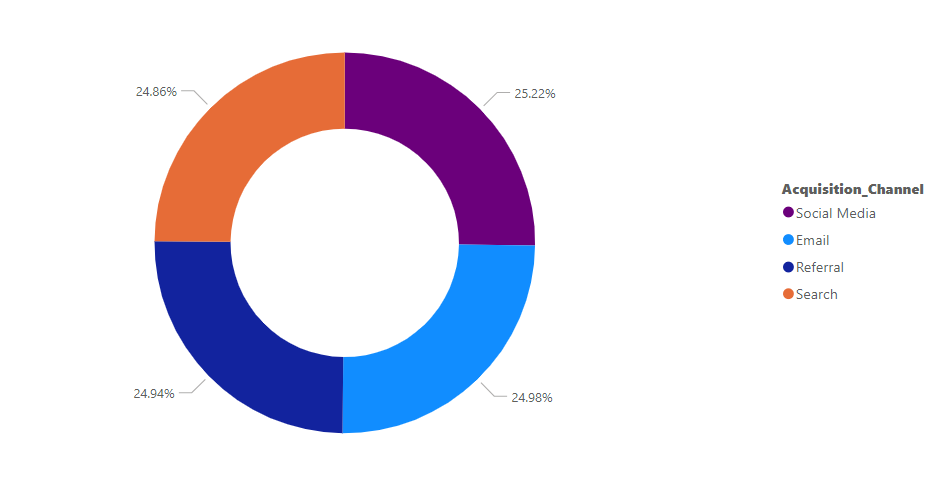 24.86%
25.22%
24.94%
24.98%
Acquisition_Channel
Social Media
Email
Referral
Search